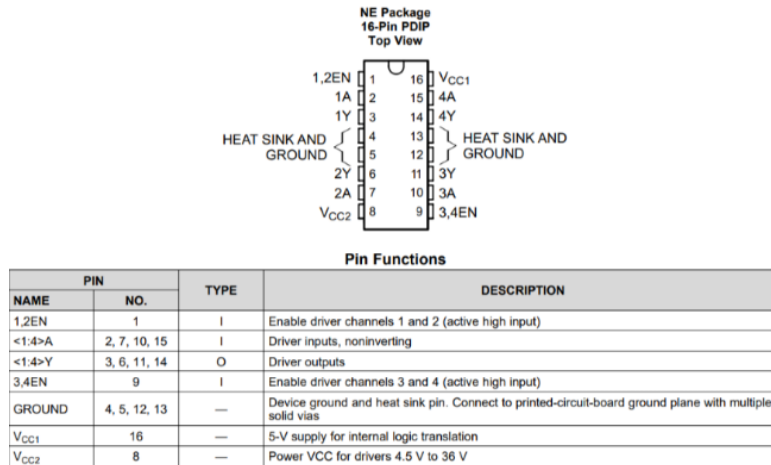 NE Package
16-Pin PDIP
Top View
1,2EN 1 16 VCC1
1A 2 15 4A
1Y 3 14 4Y
HEAT SINK AND GROUND 4 13 HEAT SINK AND GROUND
5 12
2Y 6 11 3Y
2A 7 10 3A
VCC2 8 9 3,4EN
Pin Functions
PIN TYPE DESCRIPTION
NAME NO.
1,2EN 1 I Enable driver channels 1 and 2 (active high input)
<1:4>A 2, 7, 10, 15 I Driver inputs, noninverting
<1:4>Y 3, 6, 11, 14 O Driver outputs
3,4EN 9 I Enable driver channels 3 and 4 (active high input)
GROUND 4, 5, 12, 13 — Device ground and heat sink pin. Connect to printed-circuit-board ground plane with multiple
solid vias
VCC1 16 — 5-V supply for internal logic translation
VCC2 8 — Power VCC for drivers 4.5 V to 36 V